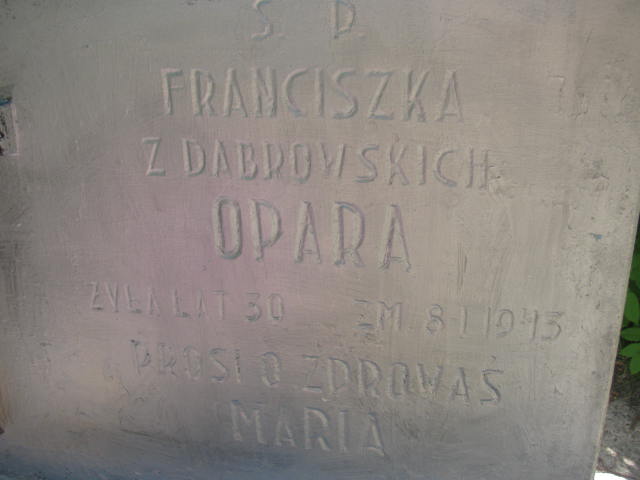 Ś. P.
FRANCISZKA
Z DĄBROWSKICH
OPARA
ŻYŁA LAT 30 ZM. 8-I 1943
PROSI O ZDROWAŚ
MARIA